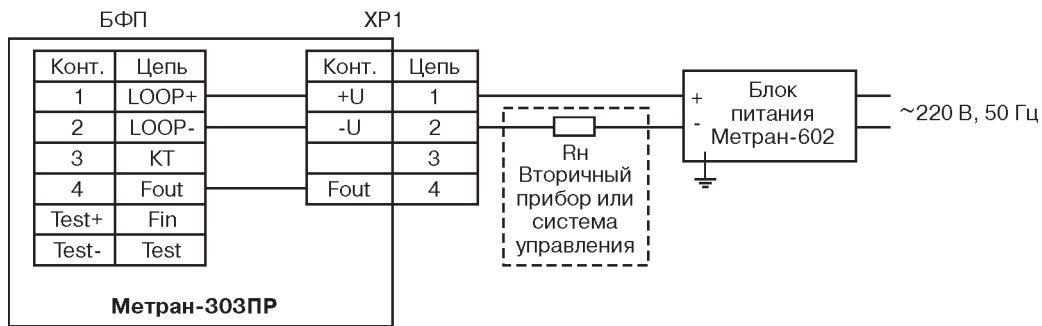 БФП
ХР1
Конт. Цепь
1 LOOP+
2 LOOP-
3 КТ
4 Fout
Test+ Fin
Test- Test
Конт. Цепь
+U 1
-U 2
3
Fout 4
Метран-303ПР
Rн
Вторичный
прибор или
система
управления
+
-
Блок
питания
Метран-602
~220 В, 50 Гц